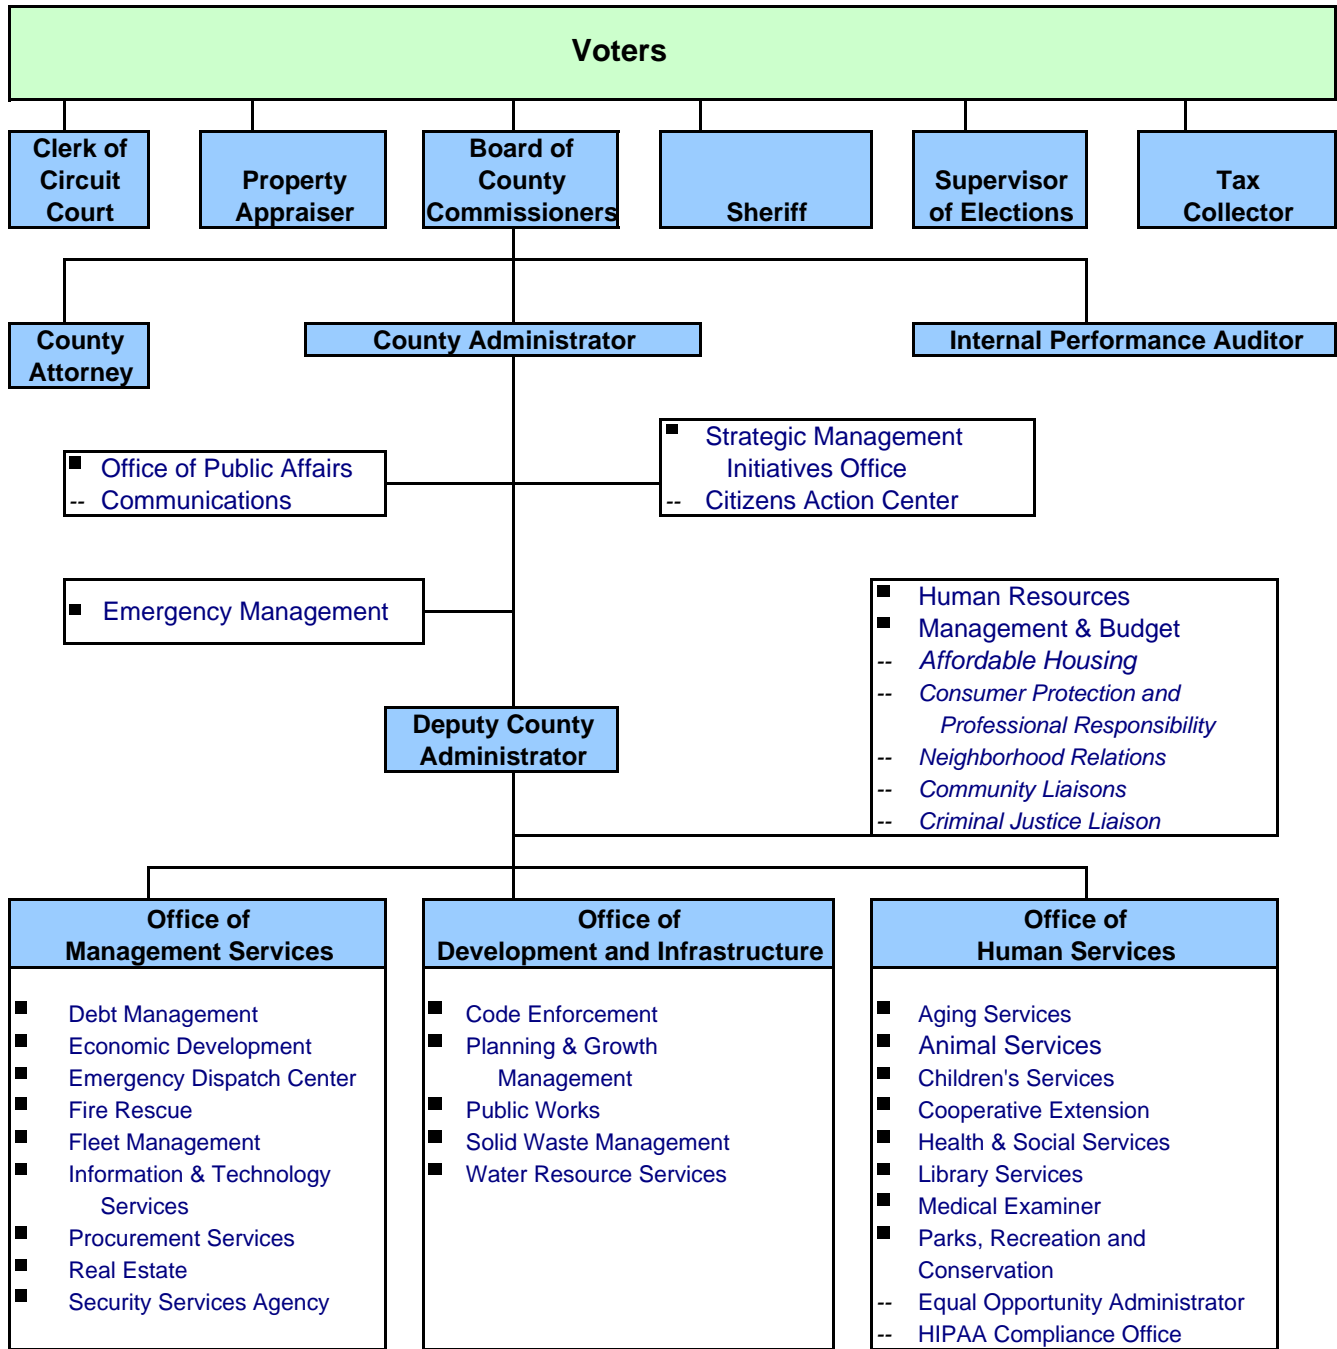 Voters
Clerk of
Circuit
Court
Property
Appraiser
Board of
County
Commissioners
Sheriff
Supervisor
of Elections
Tax
Collector
County
Attorney
County Administrator
Internal Performance Auditor
■ Office of Public Affairs
-- Communications
■ Strategic Management
Initiatives Office
-- Citizens Action Center
■ Emergency Management
■ Human Resources
■ Management & Budget
-- Affordable Housing
-- Consumer Protection and
Professional Responsibility
-- Neighborhood Relations
-- Community Liaisons
-- Criminal Justice Liaison
Deputy County
Administrator
Office of
Management Services
■ Debt Management
■ Economic Development
■ Emergency Dispatch Center
■ Fire Rescue
■ Fleet Management
■ Information & Technology
Services
■ Procurement Services
■ Real Estate
■ Security Services Agency
Office of
Development and Infrastructure
■ Code Enforcement
■ Planning & Growth
Management
■ Public Works
■ Solid Waste Management
■ Water Resource Services
Office of
Human Services
■ Aging Services
■ Animal Services
■ Children's Services
■ Cooperative Extension
■ Health & Social Services
■ Library Services
■ Medical Examiner
■ Parks, Recreation and
Conservation
-- Equal Opportunity Administrator
-- HIPAA Compliance Office